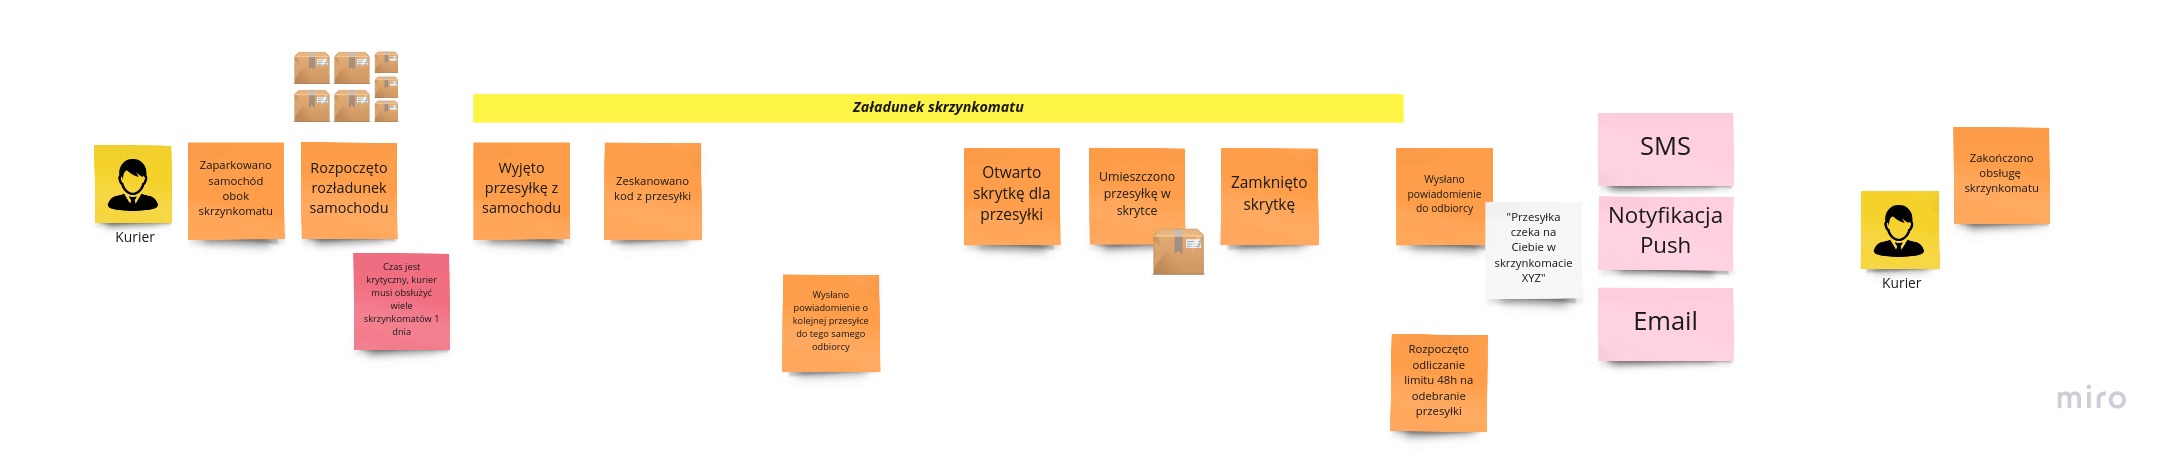 Załadunek skrzynkomatu
Kurier
Zaparkowano
samochód
obok
skrzynkomatu
Rozpoczęto
rozładunek
samochodu
Czas jest
krytyczny, kurier
musi obsłużyć
wiele
skrzynkomatów 1
dnia
Wyjęto
przesyłkę z
samochodu
Zeskanowano
kod z przesyłki
Wysłano
powiadomienie o
kolejnej przesyłce
do tego samego
odbiorcy
Otwarto
skrytkę dla
przesyłki
Umieszczono
przesyłkę w
skrytce
Zamknięto
skrytkę
Wysłano
powiadomienie
do odbiorcy
"Przesyłka
czeka na
Ciebie w
skrzynkomacie
XYZ"
Rozpoczęto
odliczanie
limitu 48h na
odebranie
przesyłki
SMS
Notyfikacja
Push
Email
Kurier
Zakończono
obsługę
skrzynkomatu
miro